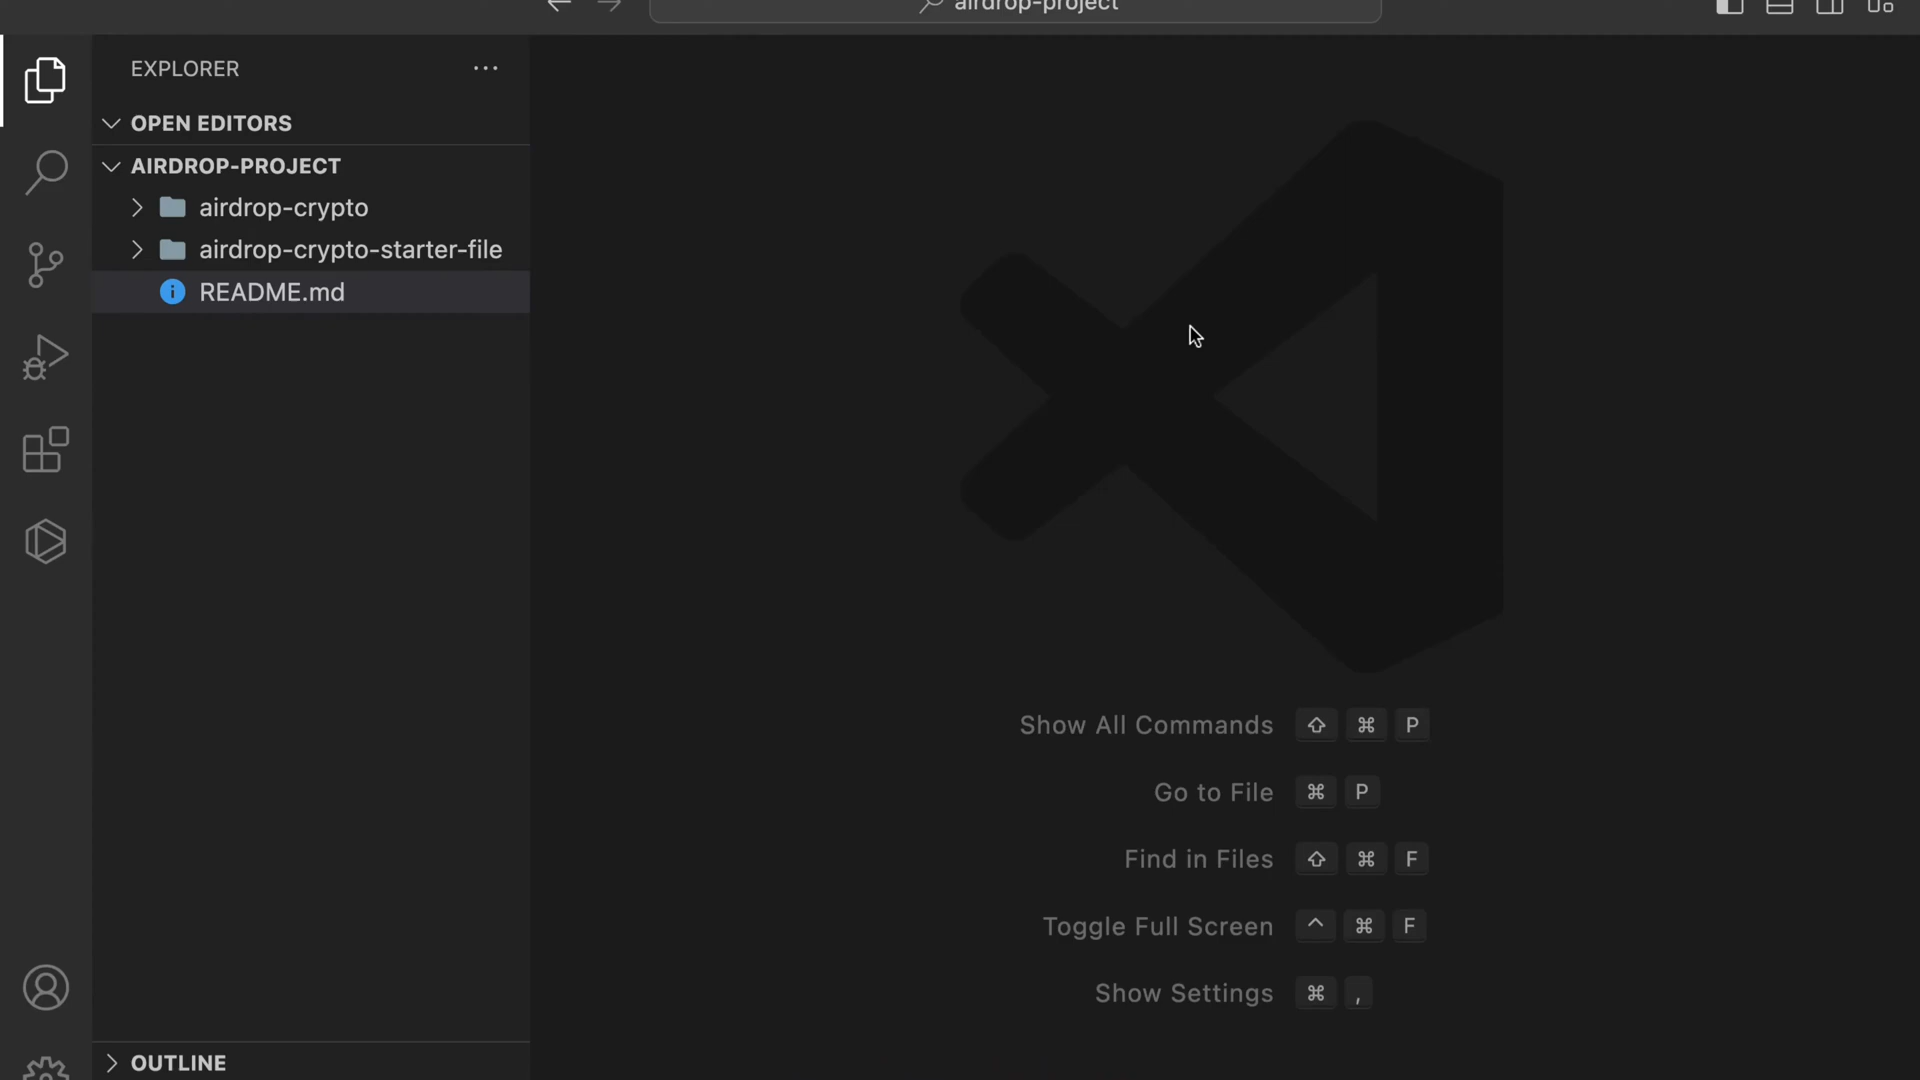 airdrop-project
EXPLORER
OPEN EDITORS
AIRDROP-PROJECT
airdrop-crypto
airdrop-crypto-starter-file
README.md
Show All Commands ⇧ ⌘ P
Go to File ⌘ P
Find in Files ⇧ ⌘ F
Toggle Full Screen ^ ⌘ F
Show Settings ⌘ ,
OUTLINE